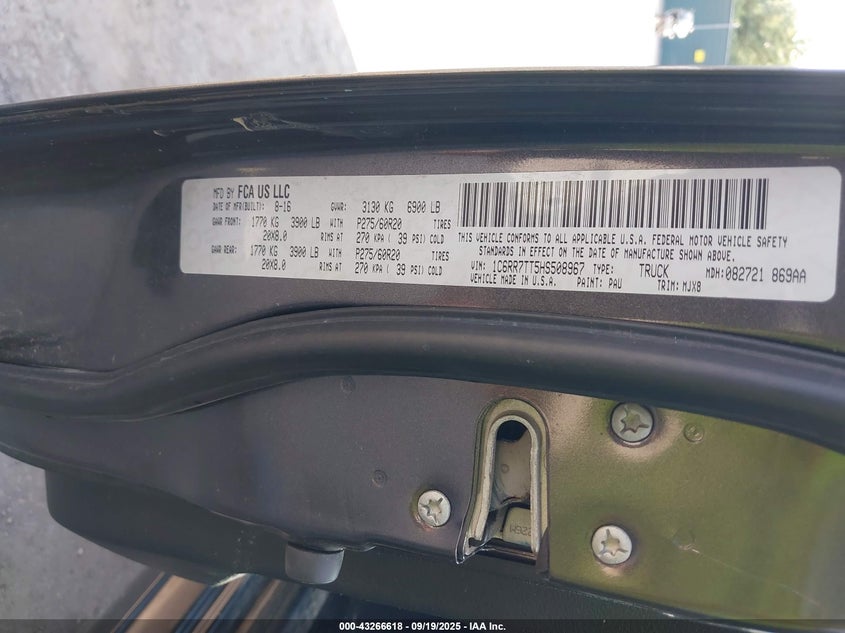 MFD BY FCA US LLC
DATE OF MFR(BUILT): 8-16 GVWR: 3130 KG 6900 LB
GAWR FRONT: 1770 KG 3900 LB WITH P275/60R20 TIRES
20X8.0 RIMS AT 270 KPA ( 39 PSI) COLD
GAWR REAR: 1770 KG 3900 LB WITH P275/60R20 TIRES
20X8.0 RIMS AT 270 KPA ( 39 PSI) COLD
THIS VEHICLE CONFORMS TO ALL APPLICABLE U.S.A. FEDERAL MOTOR VEHICLE SAFETY
STANDARDS IN EFFECT ON THE DATE OF MANUFACTURE SHOWN ABOVE.
VIN: 1C6RR7TT5HS508967 TYPE: TRUCK MDH:082721 869AA
VEHICLE MADE IN U.S.A. PAINT: PAU TRIM: MJX8
000-43266618 - 09/19/2025 - IAA Inc.